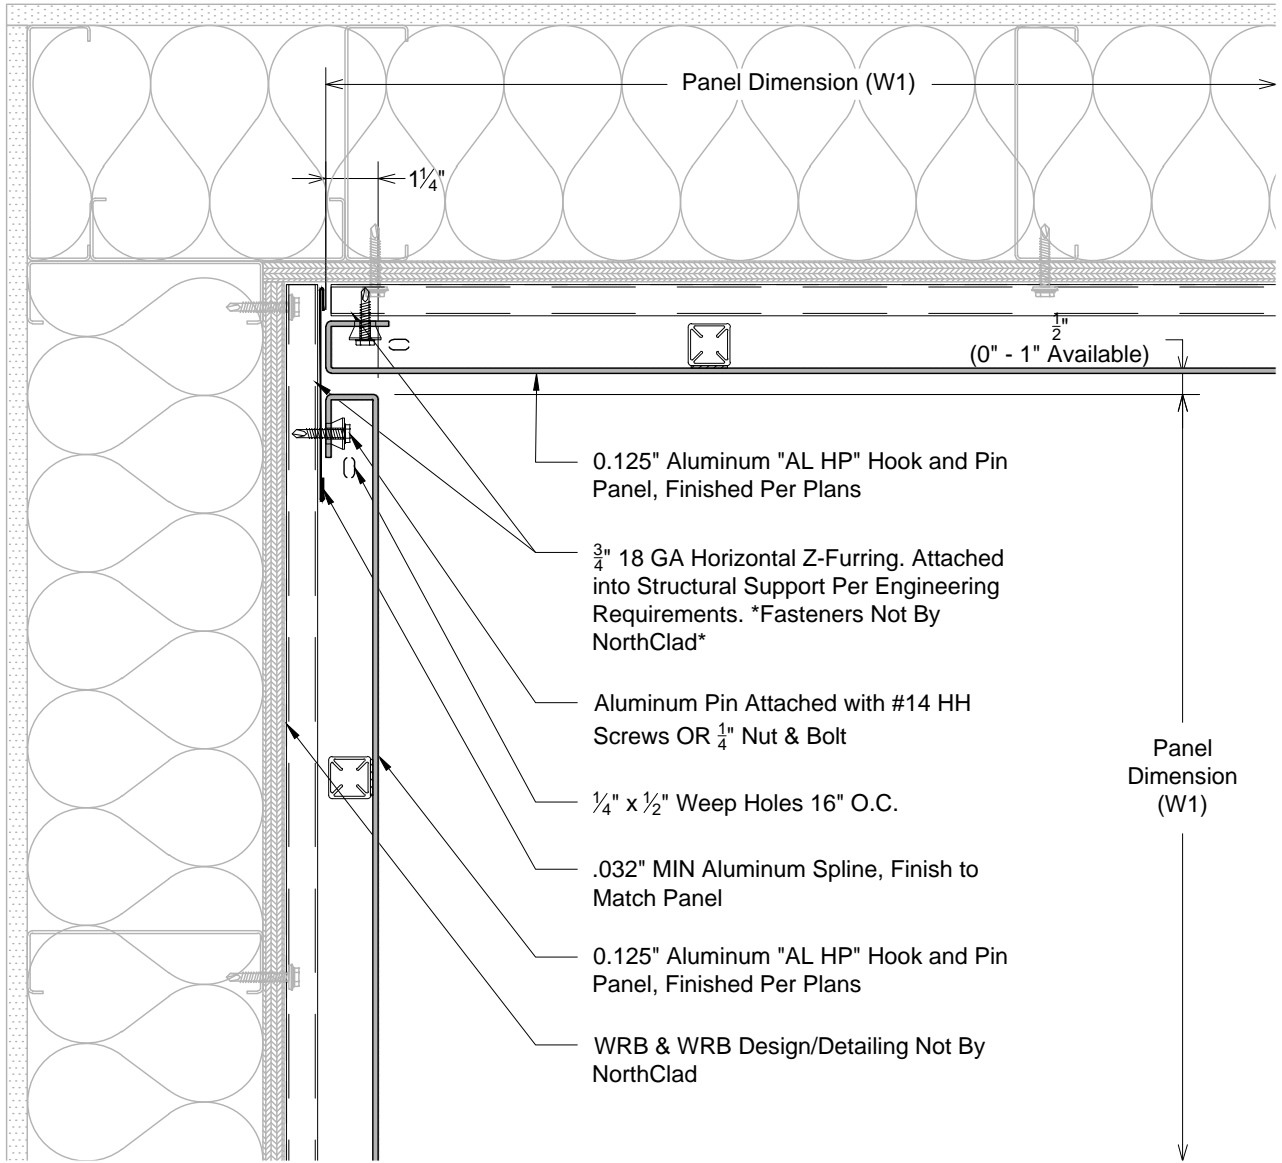 Panel Dimension (W1)
1 1/4"
1/2"
(0" - 1" Available)
0.125" Aluminum "AL HP" Hook and Pin
Panel, Finished Per Plans
3/4" 18 GA Horizontal Z-Furring. Attached
into Structural Support Per Engineering
Requirements. *Fasteners Not By
NorthClad*
Aluminum Pin Attached with #14 HH
Screws OR 1/4" Nut & Bolt
Panel
Dimension
(W1)
1/4" x 1/2" Weep Holes 16" O.C.
.032" MIN Aluminum Spline, Finish to
Match Panel
0.125" Aluminum "AL HP" Hook and Pin
Panel, Finished Per Plans
WRB & WRB Design/Detailing Not By
NorthClad